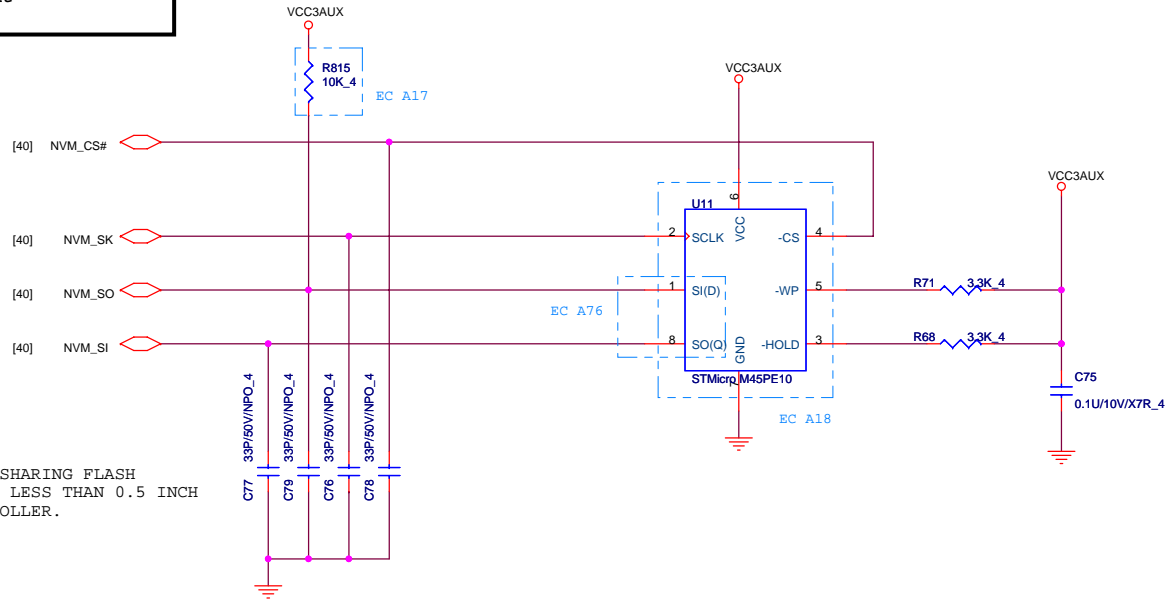 VCC3AUX
R815
10K_4
EC A17
VCC3AUX
[40] NVM_CS#
VCC3AUX
U11
6
VCC
[40] NVM_SK
2
SCLK
-CS
4
[40] NVM_SO
1
SI(D)
-WP
5
R71
3.3K_4
EC A76
[40] NVM_SI
8
SO(Q)
GND
-HOLD
3
R68
3.3K_4
STMicro_M45PE10
7
C75
0.1U/10V/X7R_4
EC A18
33P/50V/NPO_4
33P/50V/NPO_4
33P/50V/NPO_4
33P/50V/NPO_4
C77
C79
C76
C78
SHARING FLASH
LESS THAN 0.5 INCH
OLLER.